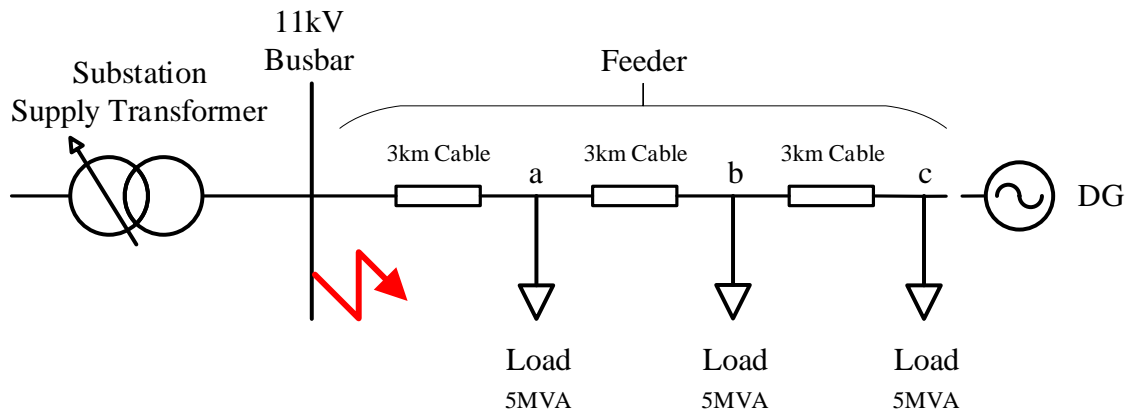 11kV
Busbar
Substation
Supply Transformer
Feeder
3km Cable
3km Cable
3km Cable
a
b
c
DG
Load
5MVA
Load
5MVA
Load
5MVA